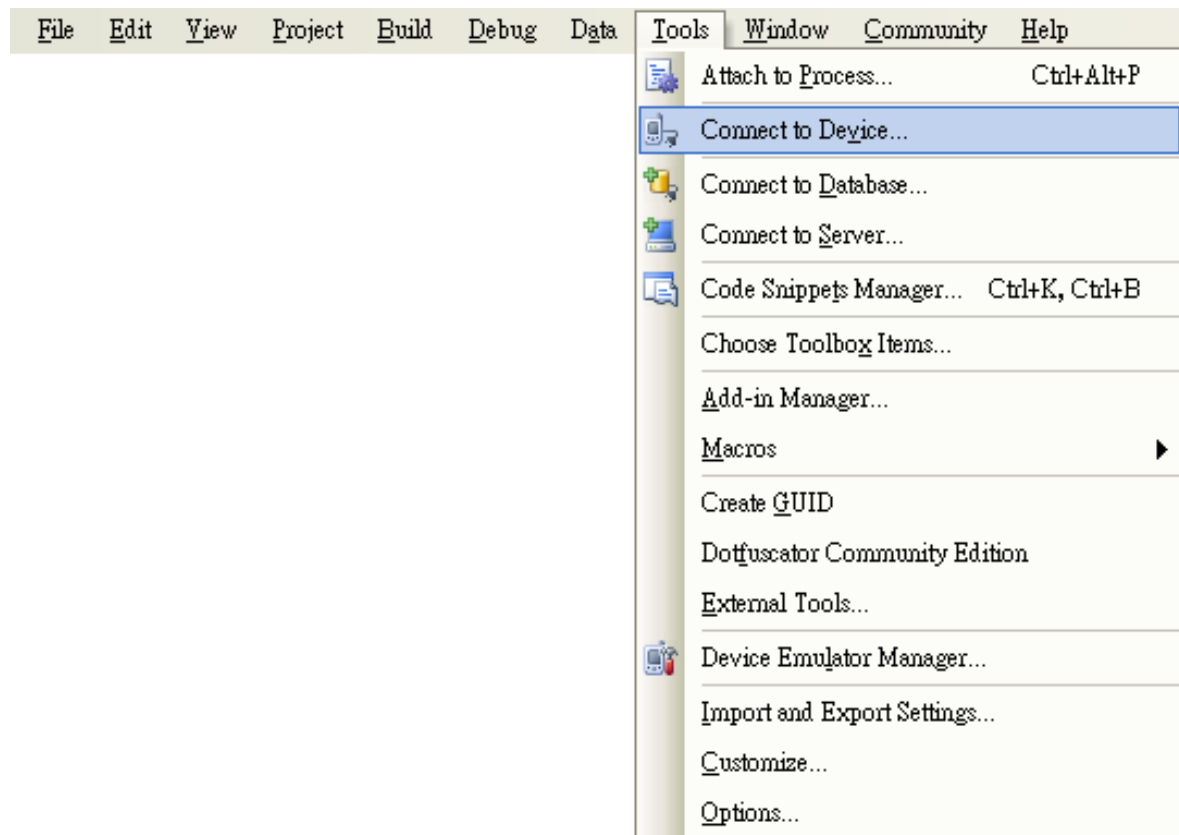 File Edit View Project Build Debug Data Tools Window Community Help
Attach to Process... Ctrl+Alt+P
Connect to Device...
Connect to Database...
Connect to Server...
Code Snippets Manager... Ctrl+K, Ctrl+B
Choose Toolbox Items...
Add-in Manager...
Macros
Create GUID
Dotfuscator Community Edition
External Tools...
Device Emulator Manager...
Import and Export Settings...
Customize...
Options...